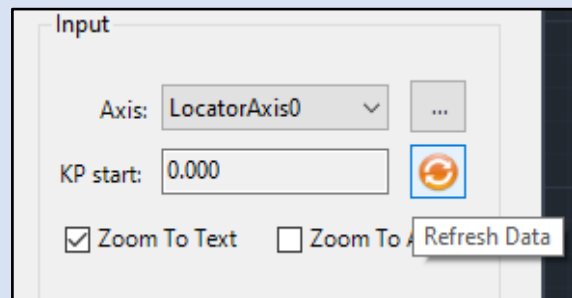 Input
Axis: LocatorAxis0 ...
KP start: 0.000
Zoom To Text Zoom To
Refresh Data